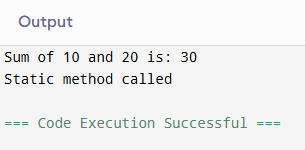 Output
Sum of 10 and 20 is: 30
Static method called
=== Code Execution Successful ===